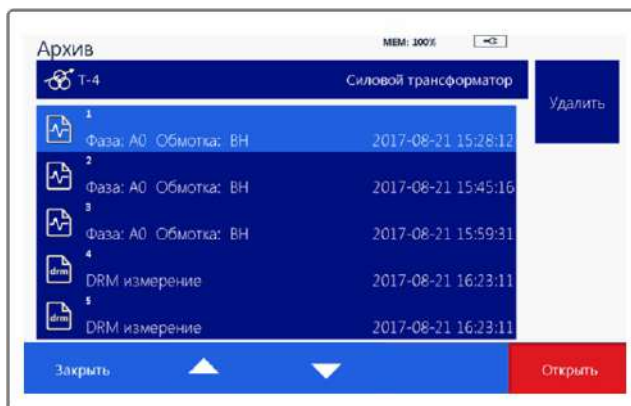 Архив МЕМ: 100%
Т-4 Силовой трансформатор
Удалить
1
Фаза: А0 Обмотка: ВН 2017-08-21 15:28:12
2
Фаза: А0 Обмотка: ВН 2017-08-21 15:45:16
3
Фаза: А0 Обмотка: ВН 2017-08-21 15:59:31
4
drm DRM измерение 2017-08-21 16:23:11
5
drm DRM измерение 2017-08-21 16:23:11
Закрыть Открыть